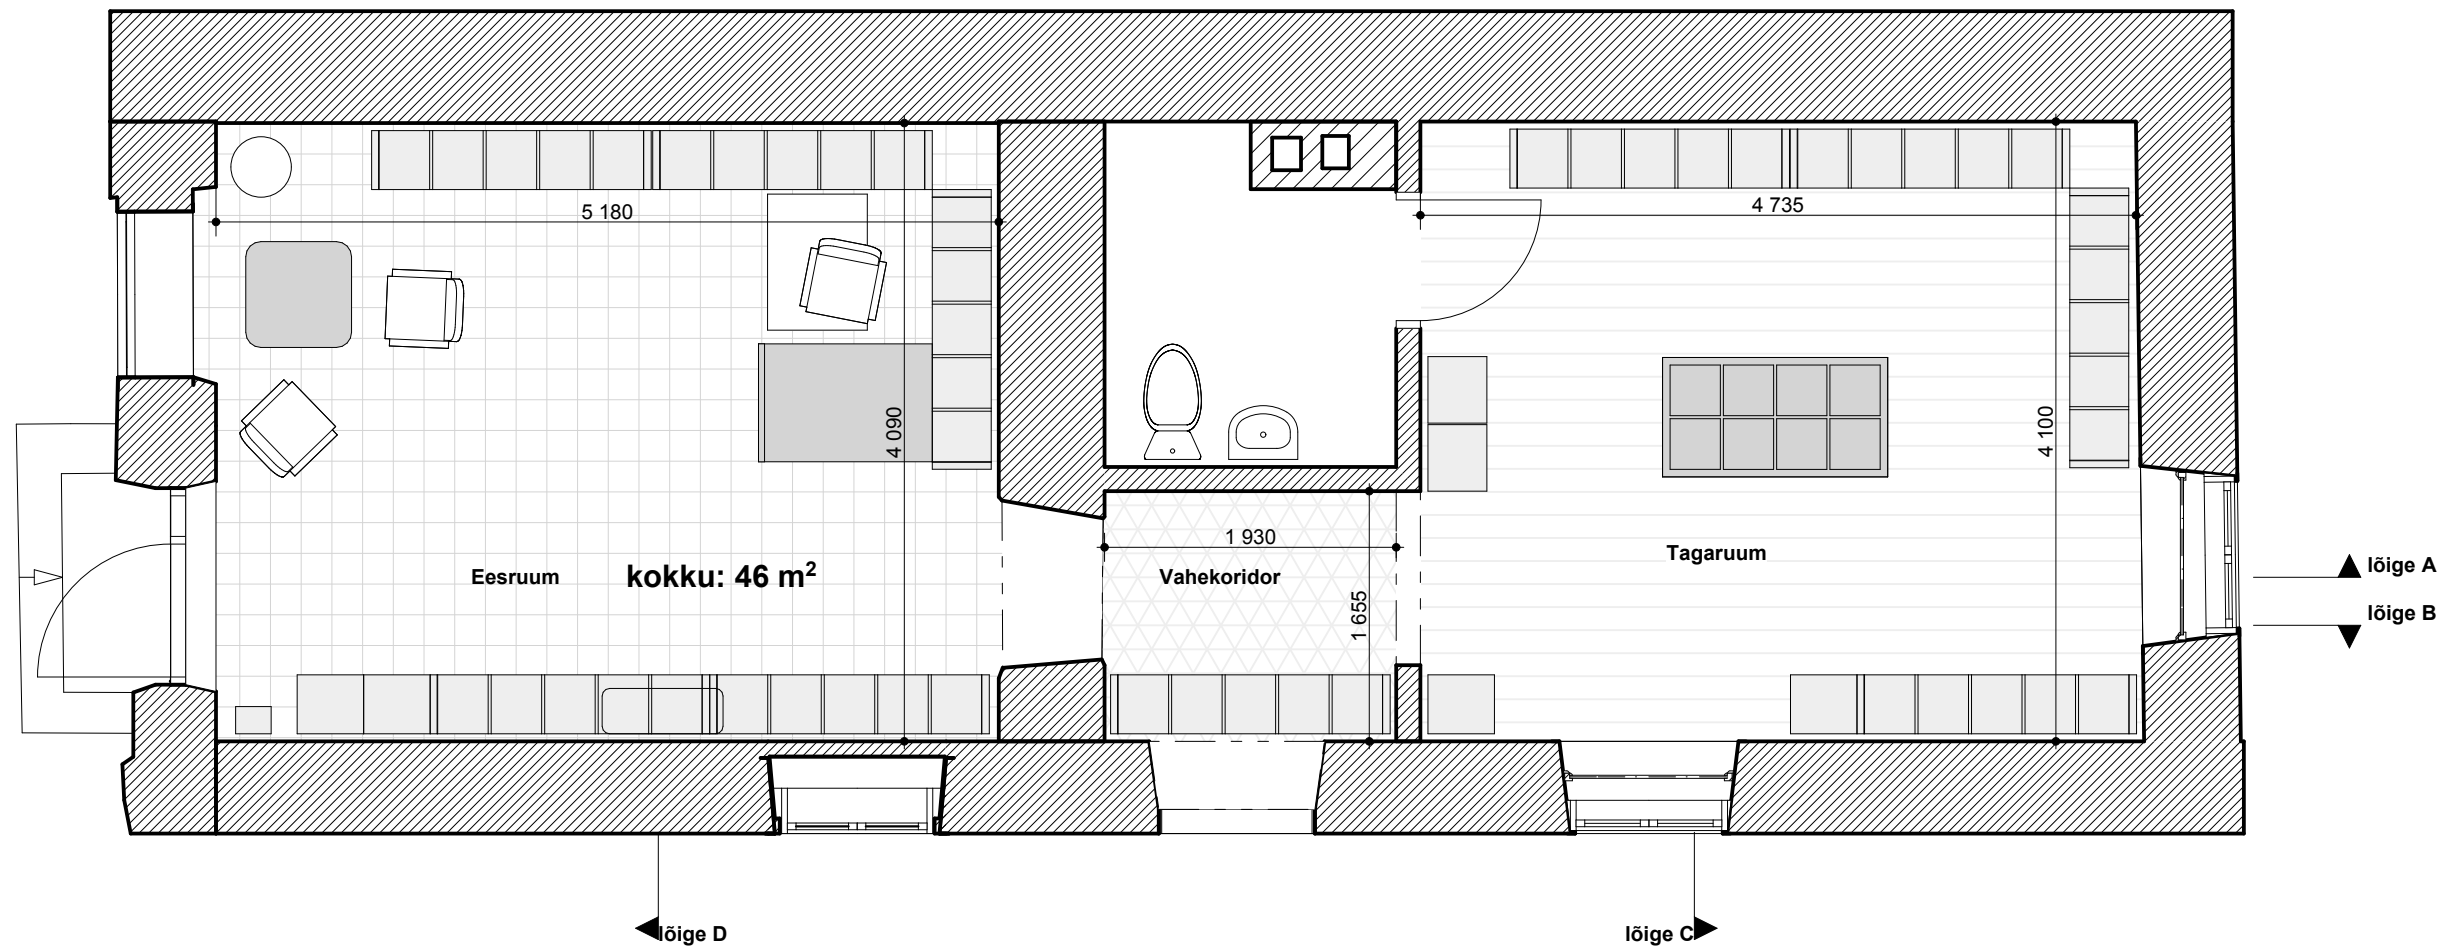 5 180
4 735
4 090
4 100
1 930
Tagaruum
Eesruum
kokku: 46 m²
Vahekoridor
1 655
lõige A
lõige B
lõige D
lõige C